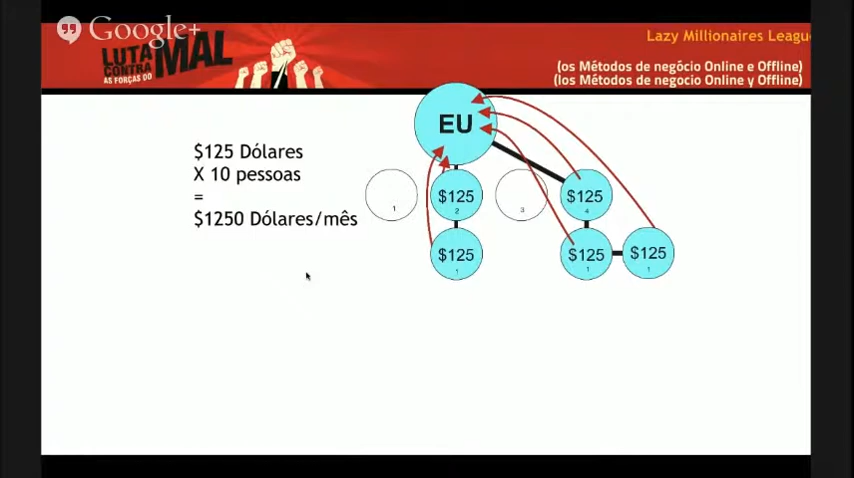 Google+
LUTA
CONTRA
AS FORÇAS DO
MAL
Lazy Millionaires League
(os Métodos de negócio Online e Offline)
(los Métodos de negocio Online y Offline)
EU
$125 Dólares
X 10 pessoas
=
$1250 Dólares/mês
1
$125
2
3
$125
4
$125
1
$125
1
$125
1